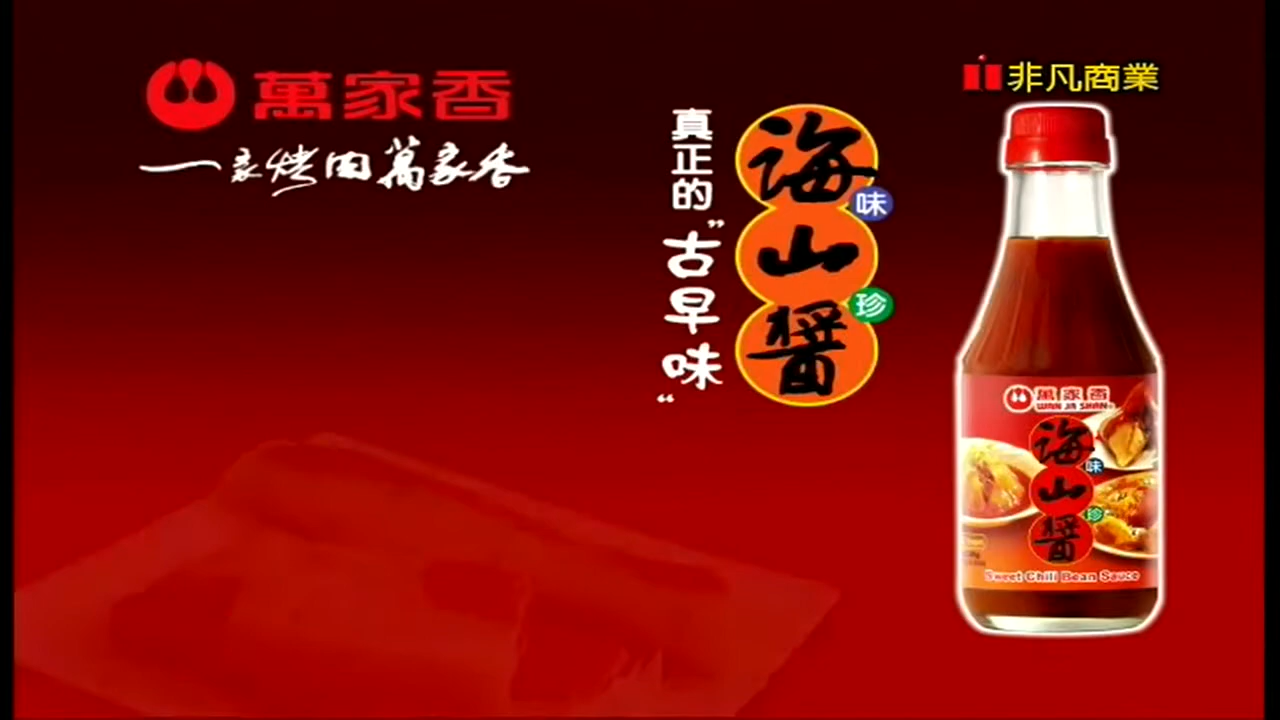 萬家香
一家烤肉萬家香
真正的
"古早味"
海山醬
味
珍
非凡商業
萬家香
WAN JA SHAN
海山醬
味
珍
Sweet Chili Bean Sauce